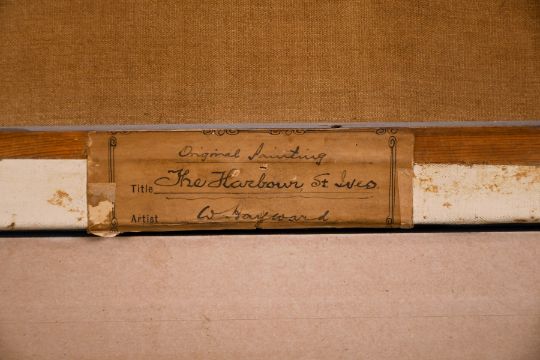 Original Painting
Title The Harbour, St Ives
Artist W Hayward